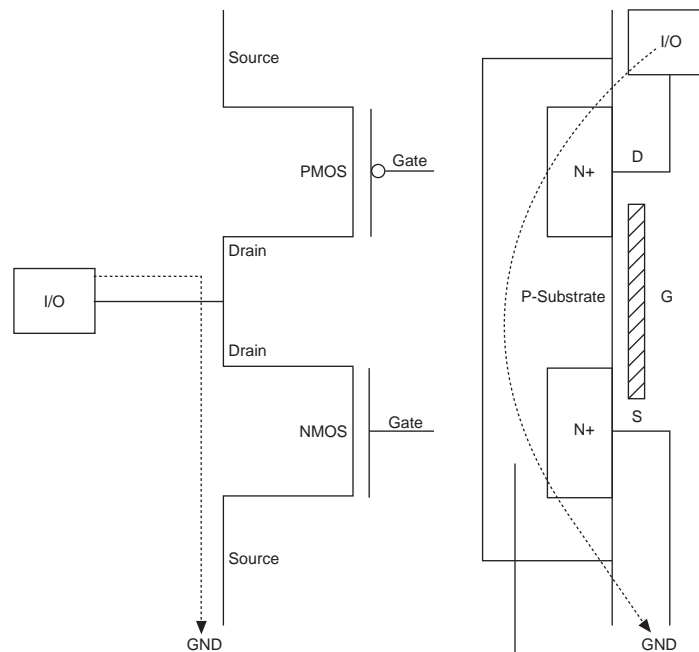 Source
PMOS
Gate
Drain
I/O
Drain
NMOS
Gate
Source
GND
I/O
N+
D
P-Substrate
G
N+
S
GND